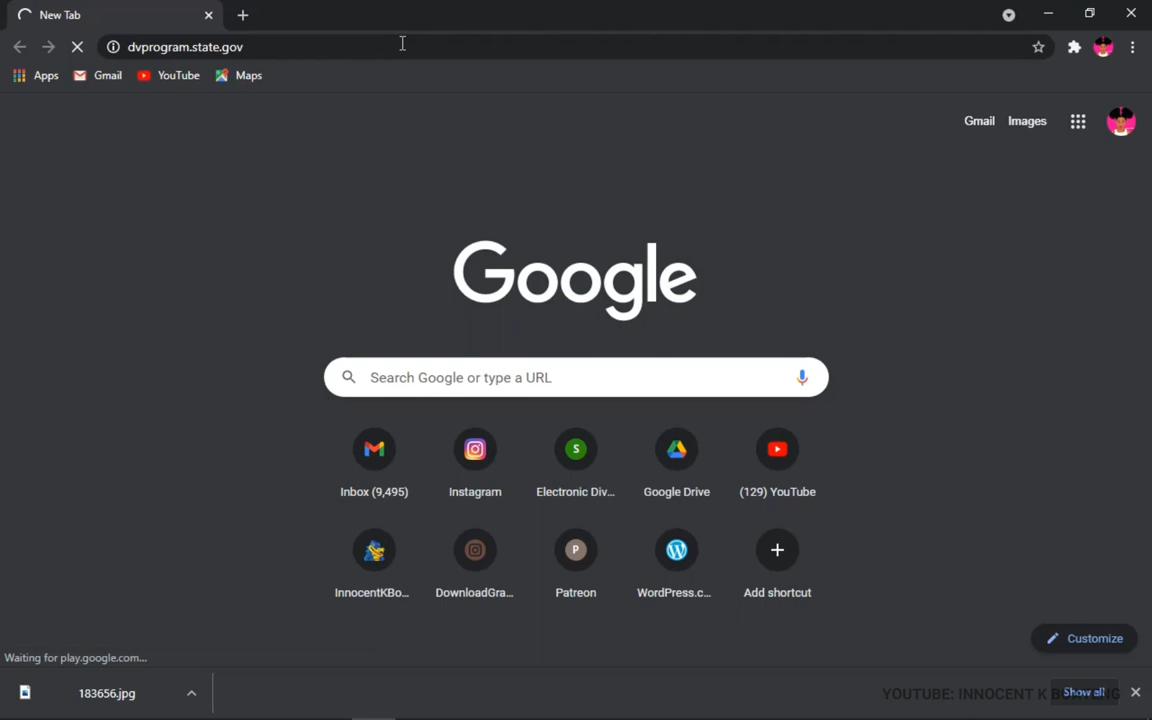 New Tab
dvprogram.state.gov
Apps Gmail YouTube Maps
Gmail Images
Google
Search Google or type a URL
S
Inbox (9,495) Instagram Electronic Div... Google Drive (129) YouTube
P
InnocentKBo... DownloadGra... Patreon WordPress.c... Add shortcut
Customize
Waiting for play.google.com...
183656.jpg
Show all
YOUTUBE: INNOCENT K